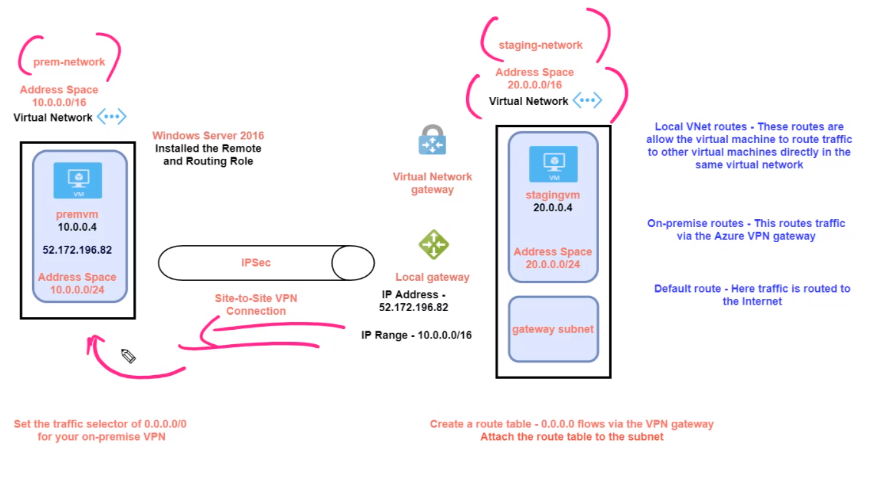 prem-network
Address Space
10.0.0.0/16
Virtual Network
Windows Server 2016
Installed the Remote
and Routing Role
VM
premvm
10.0.0.4
52.172.196.82
Address Space
10.0.0.0/24
IPSec
Site-to-Site VPN
Connection
Virtual Network
gateway
Local gateway
IP Address -
52.172.196.82
IP Range - 10.0.0.0/16
staging-network
Address Space
20.0.0.0/16
Virtual Network
VM
stagingvm
20.0.0.4
Address Space
20.0.0.0/24
gateway subnet
Local VNet routes - These routes are
allow the virtual machine to route traffic
to other virtual machines directly in the
same virtual network
On-premise routes - This routes traffic
via the Azure VPN gateway
Default route - Here traffic is routed to
the Internet
Set the traffic selector of 0.0.0.0/0
for your on-premise VPN
Create a route table - 0.0.0.0 flows via the VPN gateway
Attach the route table to the subnet